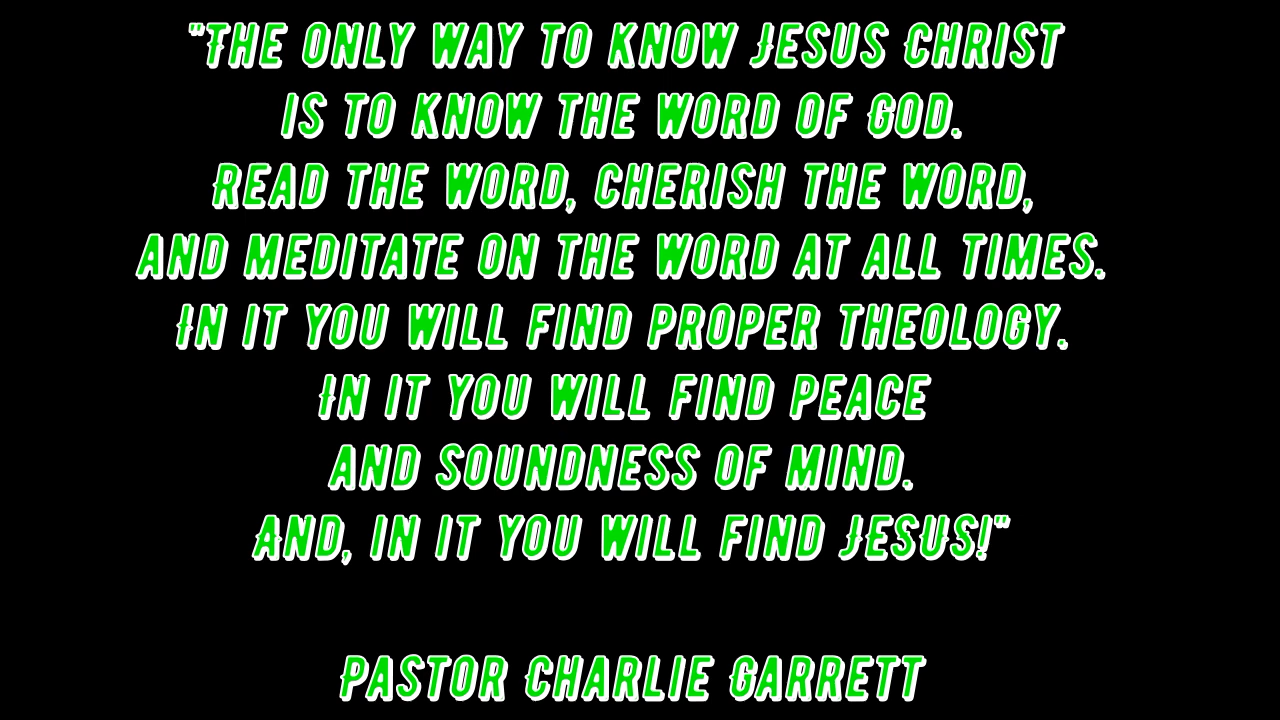 "The only way to know Jesus Christ
is to know the word of God.
Read the Word, cherish the Word,
and meditate on the Word at all times.
In it you will find proper theology.
In it you will find peace
and soundness of mind.
And, in it you will find JESUS!"
Pastor Charlie Garrett